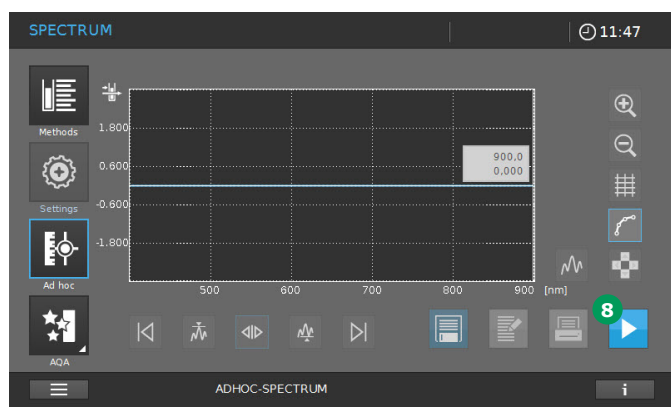 SPECTRUM
11:47
Methods
Settings
Ad hoc
AQA
1.800
0.600
-0.600
-1.800
900,0
0,000
500 600 700 800 900 [nm]
8
ADHOC-SPECTRUM
i